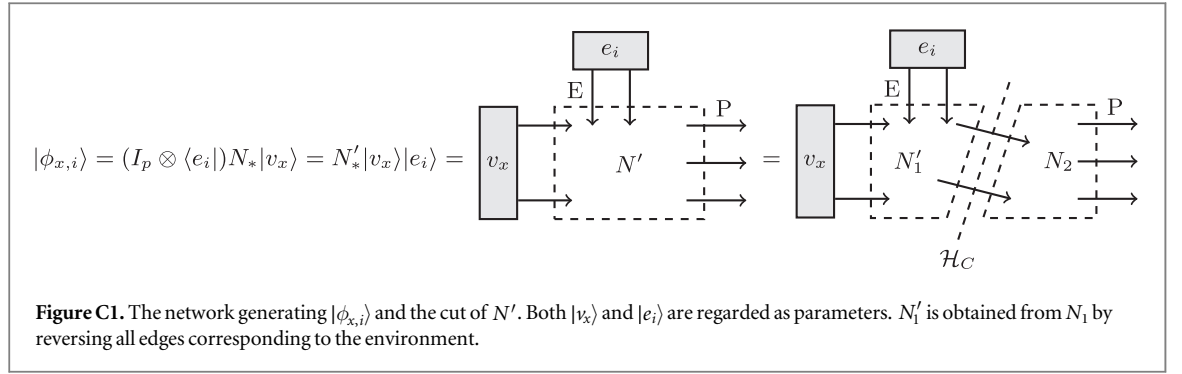 e_i
e_i
E
P
E
P
|ϕ_{x,i}⟩ = (I_p ⊗ ⟨e_i|)N_*|v_x⟩ = N′_*|v_x⟩|e_i⟩ = v_x N′ = v_x N′_1 N_2
ℋ_C
Figure C1. The network generating |ϕ_{x,i}⟩ and the cut of N′. Both |v_x⟩ and |e_i⟩ are regarded as parameters. N′_1 is obtained from N_1 by
reversing all edges corresponding to the environment.